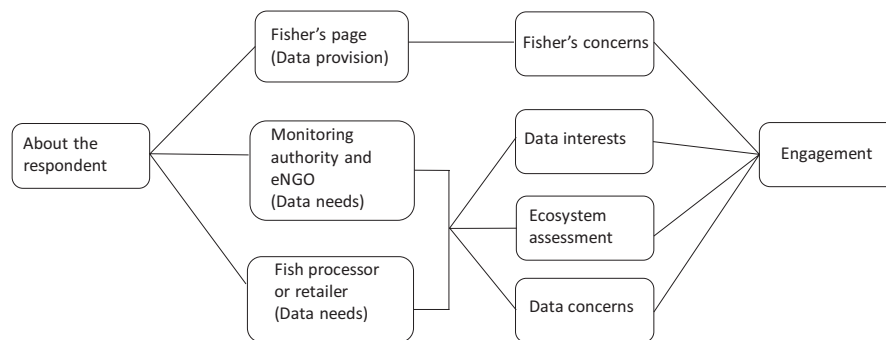 About the
respondent
Fisher's page
(Data provision)
Monitoring
authority and
eNGO
(Data needs)
Fish processor
or retailer
(Data needs)
Fisher's concerns
Data interests
Ecosystem
assessment
Data concerns
Engagement